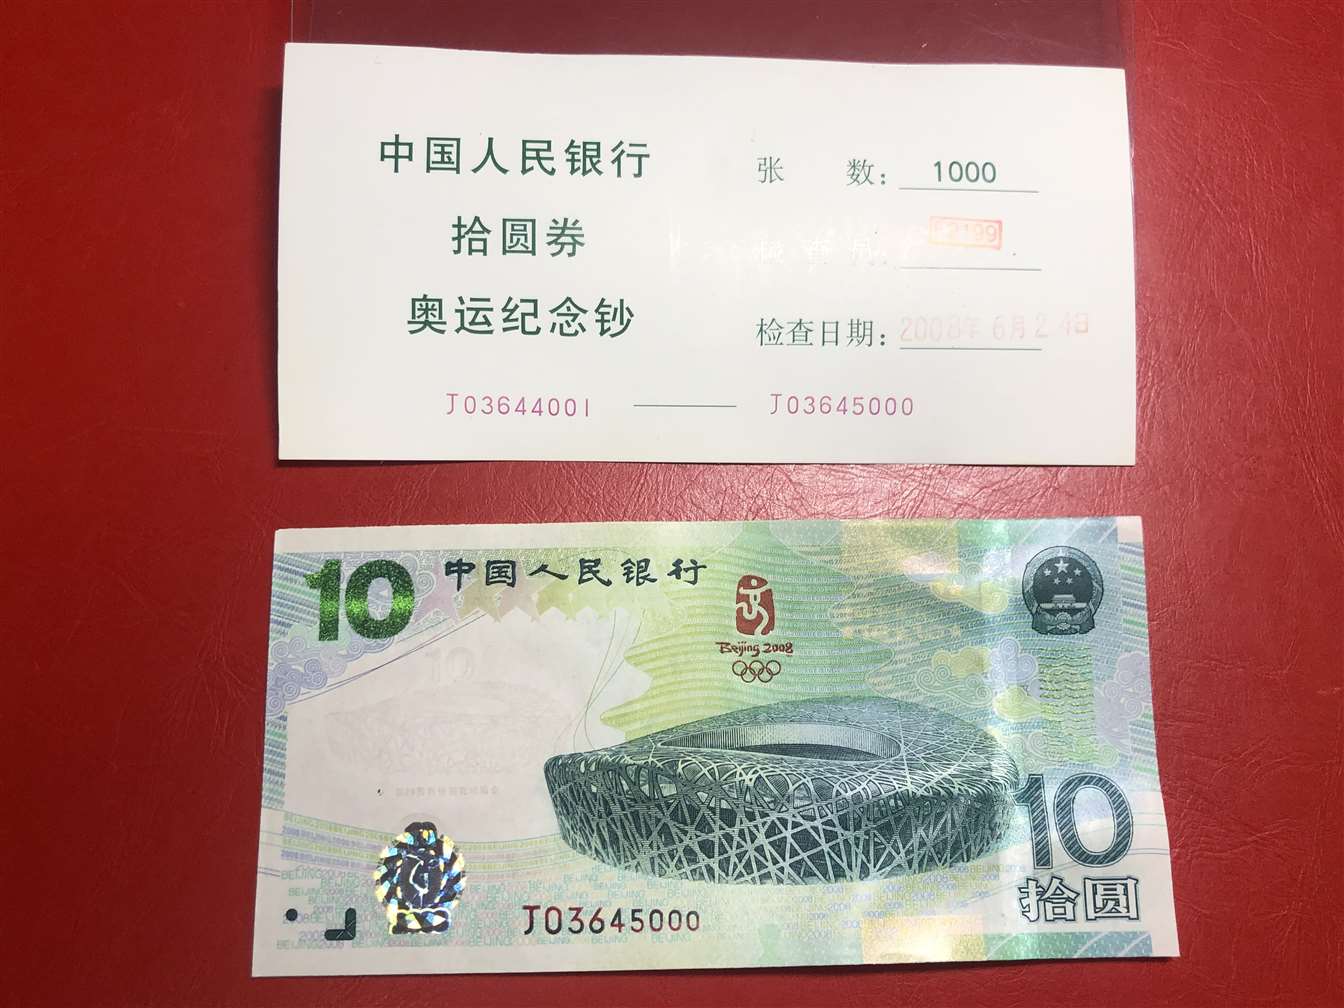 中国人民银行
拾圆券
奥运纪念钞
张 数: 1000
检查日期: 2008年 6月 2 4日
J03644001 —— J03645000
10 中国人民银行
Beijing 2008
10
拾圆
J03645000